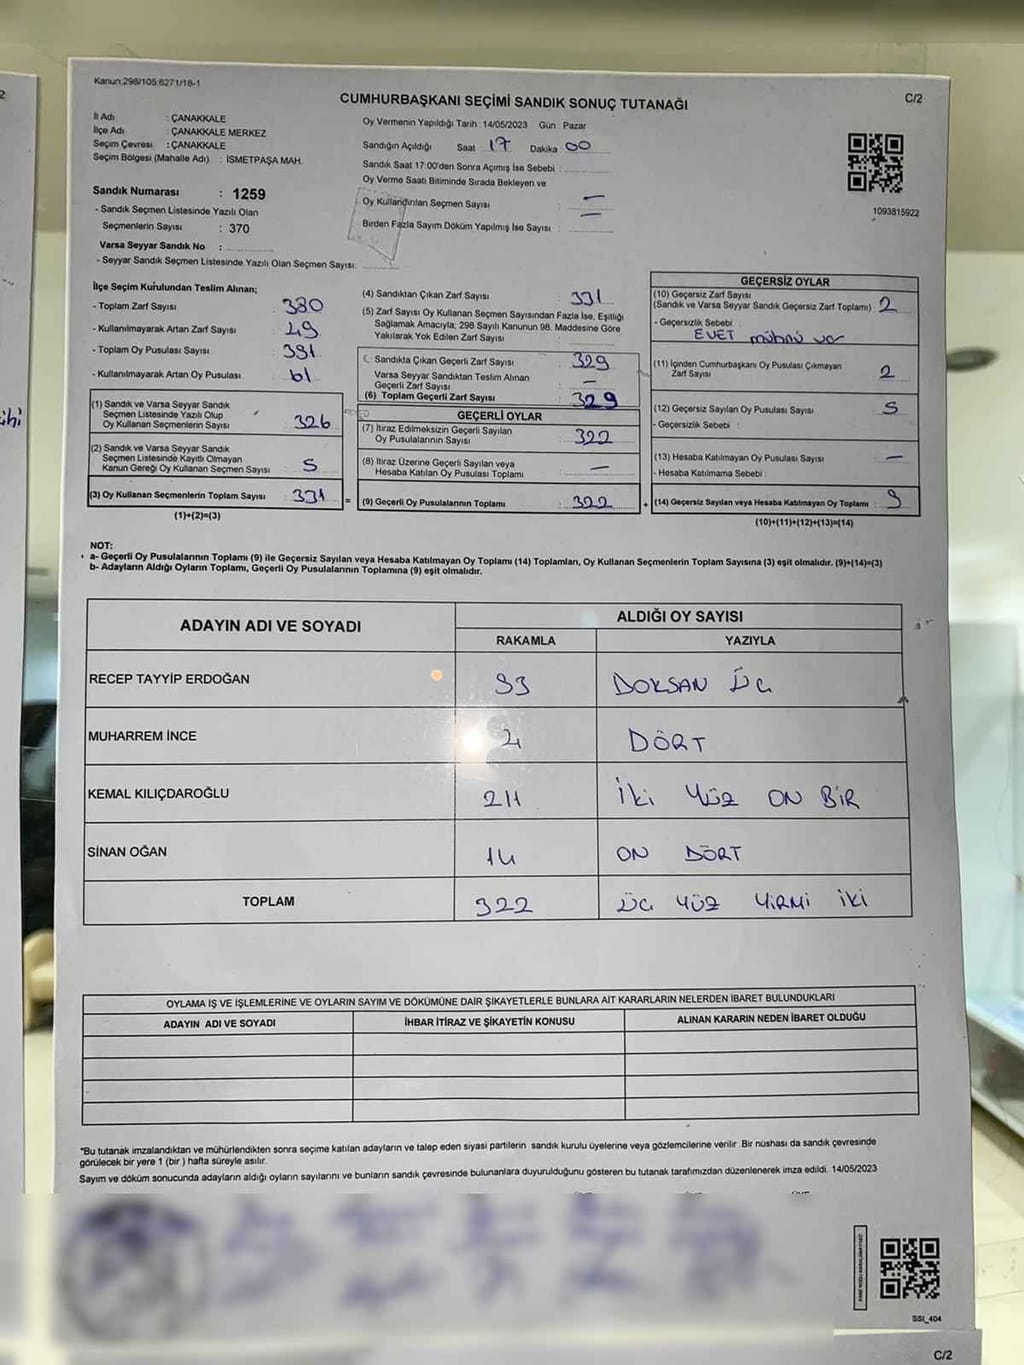 Kanun:298/105,6271/18-1
C/2
CUMHURBAŞKANI SEÇİMİ SANDIK SONUÇ TUTANAĞI
İl Adı : ÇANAKKALE
İlçe Adı : ÇANAKKALE MERKEZ
Seçim Çevresi : ÇANAKKALE
Seçim Bölgesi (Mahalle Adı) : İSMETPAŞA MAH.
Sandık Numarası : 1259
- Sandık Seçmen Listesinde Yazılı Olan
Seçmenlerin Sayısı : 370
Varsa Seyyar Sandık No :
- Seyyar Sandık Seçmen Listesinde Yazılı Olan Seçmen Sayısı:
Oy Vermenin Yapıldığı Tarih : 14/05/2023 Gün : Pazar
Sandığın Açıldığı Saat 17 Dakika 00
Sandık Saat 17:00'den Sonra Açımış İse Sebebi :
Oy Verme Saati Bitiminde Sırada Bekleyen ve
Oy Kullandırılan Seçmen Sayısı : —
Birden Fazla Sayım Döküm Yapılmış İse Sayısı : —
1093815922
İlçe Seçim Kurulundan Teslim Alınan;
- Toplam Zarf Sayısı : 380
- Kullanılmayarak Artan Zarf Sayısı : 49
- Toplam Oy Pusulası Sayısı : 391
- Kullanılmayarak Artan Oy Pusulası : 61
(1) Sandık ve Varsa Seyyar Sandık
Seçmen Listesinde Yazılı Olup
Oy Kullanan Seçmenlerin Sayısı : 326
(2) Sandık ve Varsa Seyyar Sandık
Seçmen Listesinde Kayıtlı Olmayan
Kanun Gereği Oy Kullanan Seçmen Sayısı : 5
(3) Oy Kullanan Seçmenlerin Toplam Sayısı : 331
(1)+(2)=(3)
(4) Sandıktan Çıkan Zarf Sayısı : 331
(5) Zarf Sayısı Oy Kullanan Seçmen Sayısından Fazla İse, Eşitliği
Sağlamak Amacıyla; 298 Sayılı Kanunun 98. Maddesine Göre
Yakılarak Yok Edilen Zarf Sayısı :
Sandıkta Çıkan Geçerli Zarf Sayısı : 329
Varsa Seyyar Sandıktan Teslim Alınan
Geçerli Zarf Sayısı : —
(6) Toplam Geçerli Zarf Sayısı : 329
GEÇERLİ OYLAR
(7) İtiraz Edilmeksizin Geçerli Sayılan
Oy Pusulalarının Sayısı : 322
(8) İtiraz Üzerine Geçerli Sayılan veya
Hesaba Katılan Oy Pusulası Toplamı : —
= (9) Geçerli Oy Pusulalarının Toplamı : 322
GEÇERSİZ OYLAR
(10) Geçersiz Zarf Sayısı
(Sandık ve Varsa Seyyar Sandık Geçersiz Zarf Toplamı) : 2
- Geçersizlik Sebebi :
EVET mührü var
(11) İçinden Cumhurbaşkanı Oy Pusulası Çıkmayan
Zarf Sayısı : 2
(12) Geçersiz Sayılan Oy Pusulası Sayısı : 5
- Geçersizlik Sebebi :
(13) Hesaba Katılmayan Oy Pusulası Sayısı : —
- Hesaba Katılmama Sebebi :
+ (14) Geçersiz Sayılan veya Hesaba Katılmayan Oy Toplamı : 9
(10)+(11)+(12)+(13)=(14)
NOT:
a- Geçerli Oy Pusulalarının Toplamı (9) ile Geçersiz Sayılan veya Hesaba Katılmayan Oy Toplamı (14) Toplamları, Oy Kullanan Seçmenlerin Toplam Sayısına (3) eşit olmalıdır. (9)+(14)=(3)
b- Adayların Aldığı Oyların Toplamı, Geçerli Oy Pusulalarının Toplamına (9) eşit olmalıdır.
ADAYIN ADI VE SOYADI
ALDIĞI OY SAYISI
RAKAMLA YAZIYLA
RECEP TAYYİP ERDOĞAN 93 DOKSAN ÜÇ
MUHARREM İNCE 4 DÖRT
KEMAL KILIÇDAROĞLU 211 İKİ YÜZ ON BİR
SİNAN OĞAN 14 ON DÖRT
TOPLAM 322 ÜÇ YÜZ YİRMİ İKİ
OYLAMA İŞ VE İŞLEMLERİNE VE OYLARIN SAYIM VE DÖKÜMÜNE DAİR ŞİKAYETLERLE BUNLARA AİT KARARLARIN NELERDEN İBARET BULUNDUKLARI
ADAYIN ADI VE SOYADI İHBAR İTİRAZ VE ŞİKAYETİN KONUSU ALINAN KARARIN NEDEN İBARET OLDUĞU
*Bu tutanak imzalandıktan ve mühürlendikten sonra seçime katılan adayların ve talep eden siyasi partilerin sandık kurulu üyelerine veya gözlemcilerine verilir. Bir nüshası da sandık çevresinde
görülecek bir yere 1 (bir) hafta süreyle asılır.
Sayım ve döküm sonucunda adayların aldığı oyların sayılarını ve bunların sandık çevresinde bulunanlara duyurulduğunu gösteren bu tutanak tarafımızdan düzenlenerek imza edildi. 14/05/2023
SSI_404
C/2